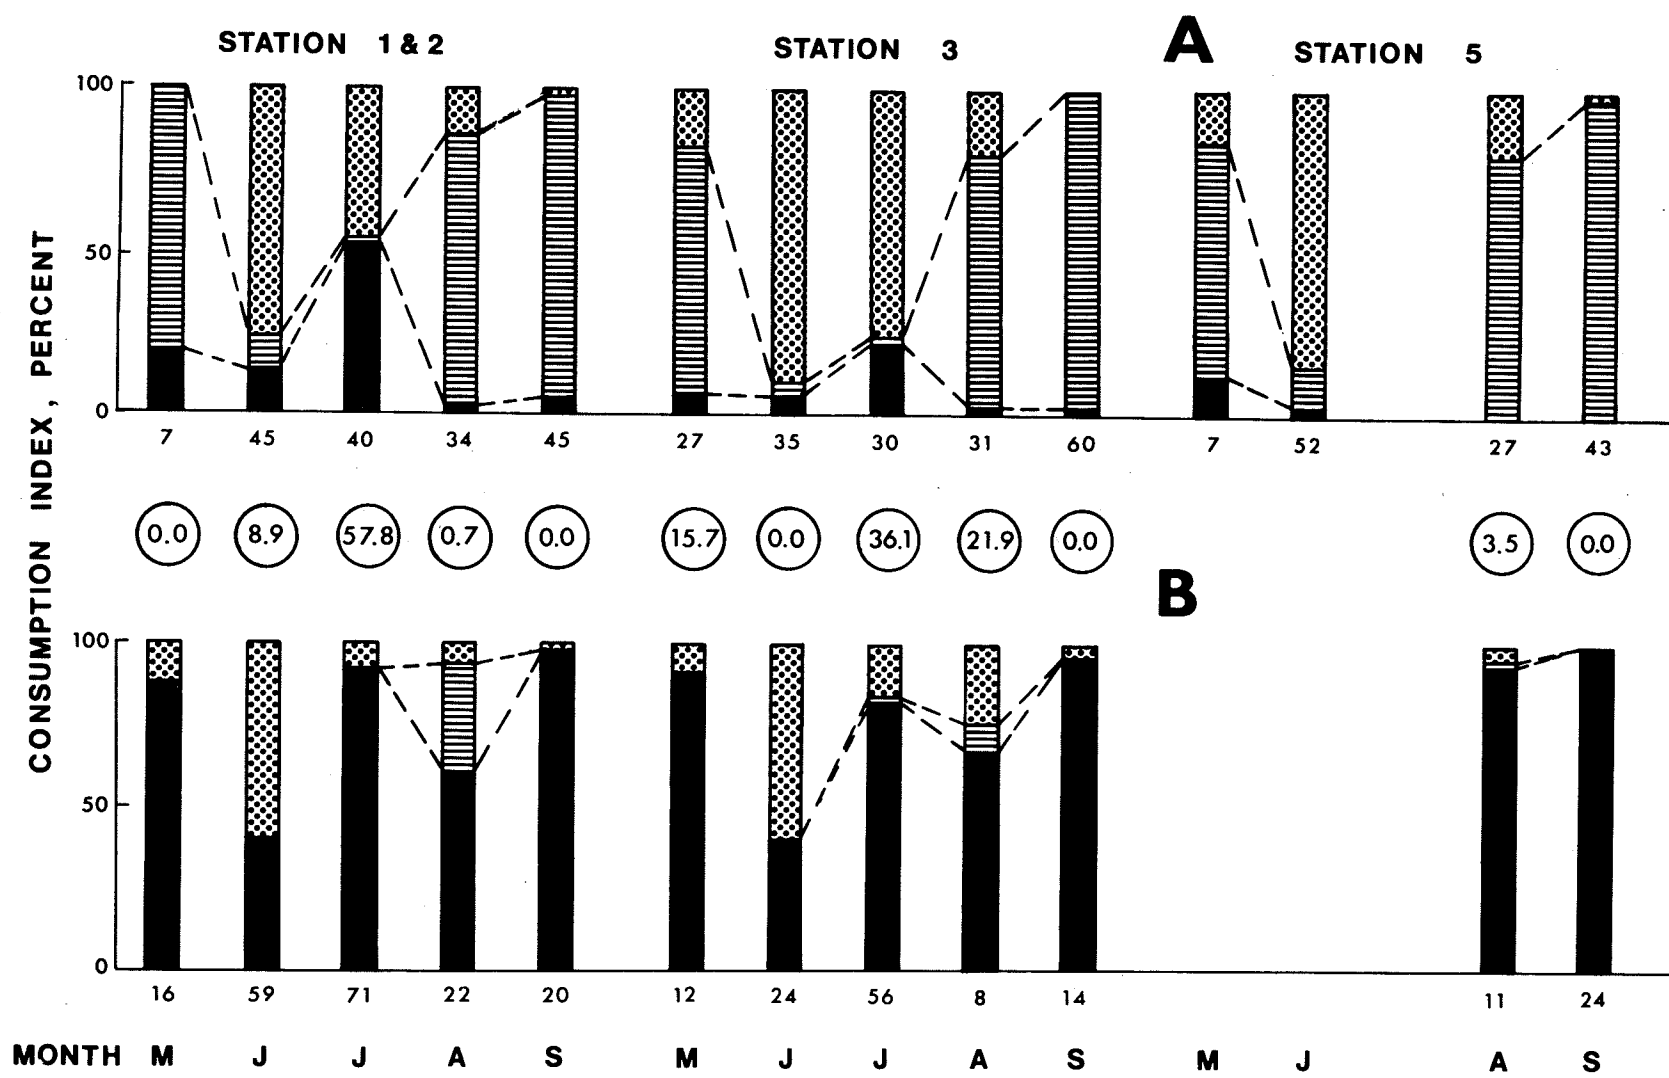 STATION 1 & 2 STATION 3 A STATION 5
CONSUMPTION INDEX, PERCENT
100
50
0
7 45 40 34 45 27 35 30 31 60 7 52 27 43
0.0 8.9 57.8 0.7 0.0 15.7 0.0 36.1 21.9 0.0 3.5 0.0
B
100
50
0
16 59 71 22 20 12 24 56 8 14 11 24
MONTH M J J A S M J J A S M J A S